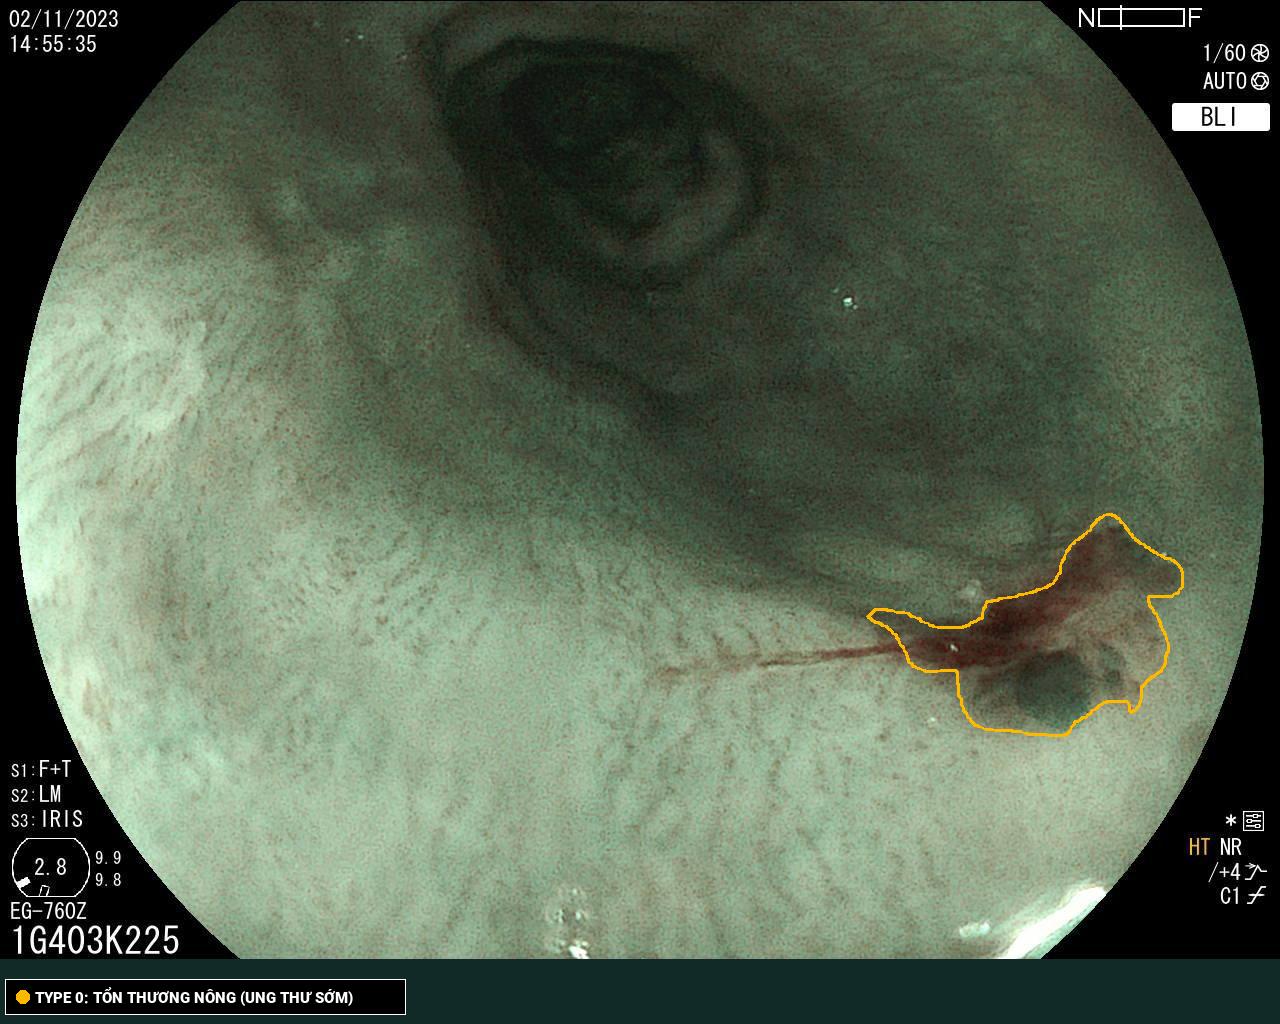 02/11/2023
14:55:35
N F
1/60
AUTO
BLI
S1:F+T
S2:LM
S3:IRIS
2.8
9.9
9.8
EG-760Z
1G403K225
HT NR
/+4
C1
TYPE 0: TỔN THƯƠNG NÔNG (UNG THƯ SỚM)